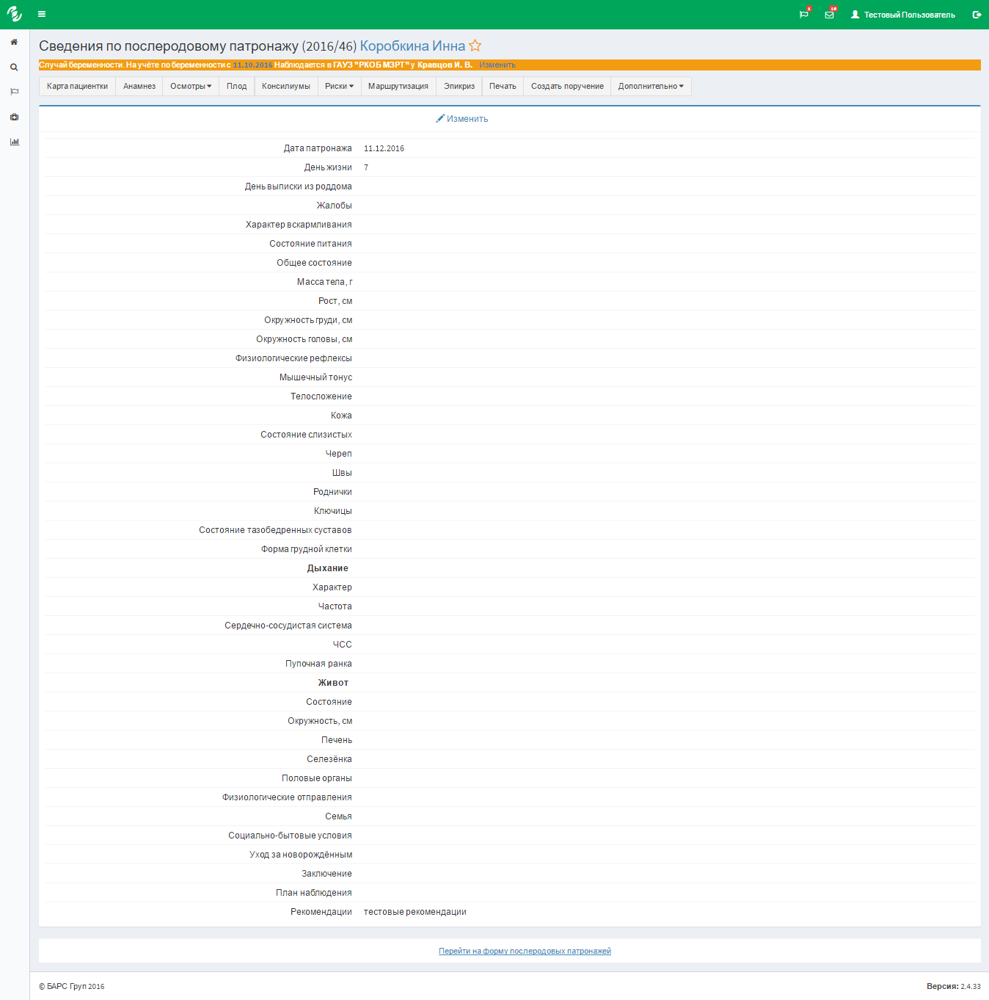 1
16
Тестовый Пользователь
Сведения по послеродовому патронажу (2016/46) Коробкина Инна
Случай беременности. На учёте по беременности с 11.10.2016 Наблюдается в ГАУЗ "РКОБ МЗРТ" у Кравцов И. В. Изменить
Карта пациентки Анамнез Осмотры Плод Консилиумы Риски Маршрутизация Эпикриз Печать Создать поручение Дополнительно
Изменить
Дата патронажа 11.12.2016
День жизни 7
День выписки из роддома
Жалобы
Характер вскармливания
Состояние питания
Общее состояние
Масса тела, г
Рост, см
Окружность груди, см
Окружность головы, см
Физиологические рефлексы
Мышечный тонус
Телосложение
Кожа
Состояние слизистых
Череп
Швы
Роднички
Ключицы
Состояние тазобедренных суставов
Форма грудной клетки
Дыхание
Характер
Частота
Сердечно-сосудистая система
ЧСС
Пупочная ранка
Живот
Состояние
Окружность, см
Печень
Селезёнка
Половые органы
Физиологические отправления
Семья
Социально-бытовые условия
Уход за новорождённым
Заключение
План наблюдения
Рекомендации тестовые рекомендации
Перейти на форму послеродовых патронажей
© БАРС Груп 2016 Версия: 2.4.33